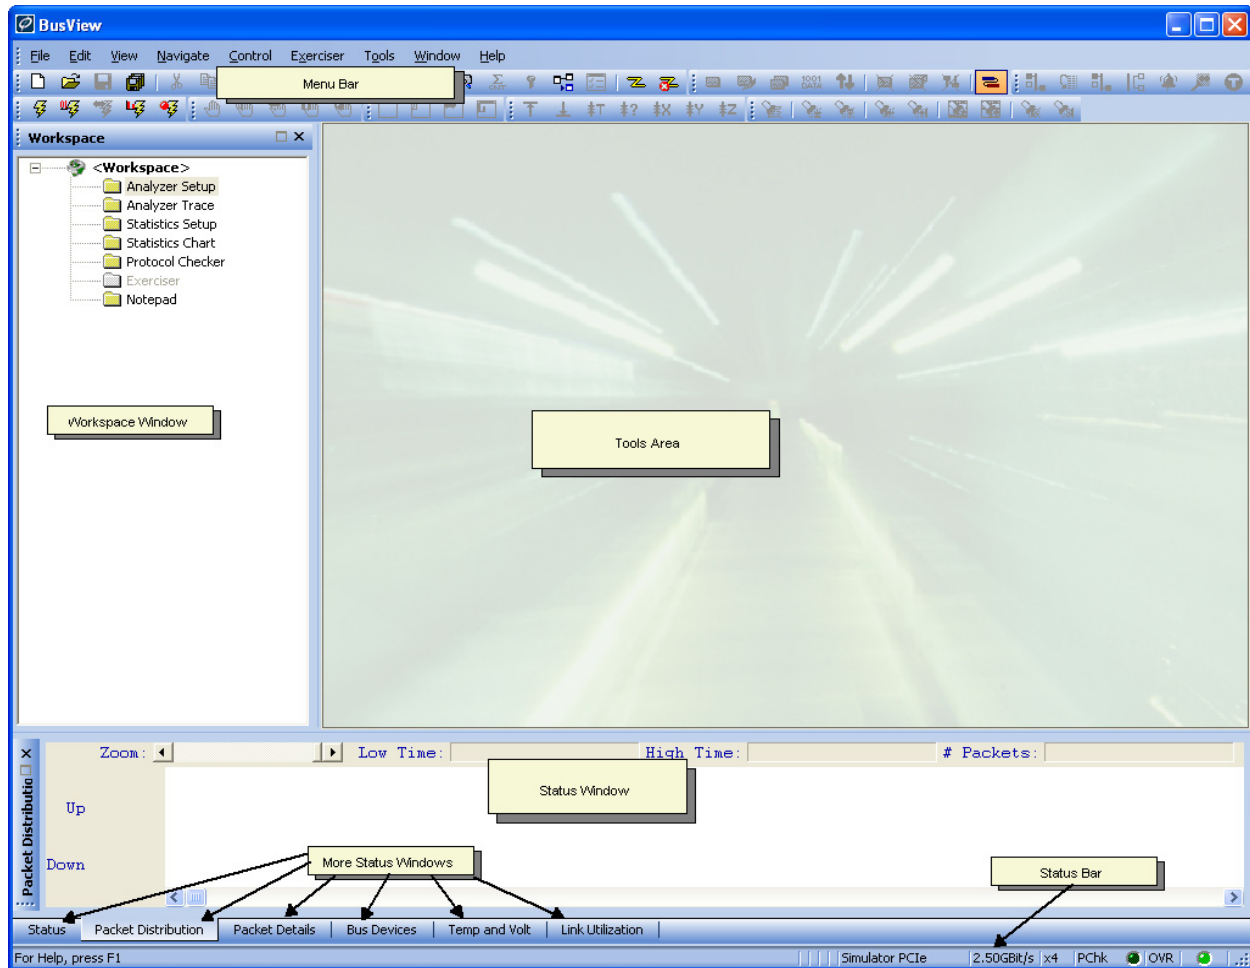 BusView
File Edit View Navigate Control Exerciser Tools Window Help
Menu Bar
Workspace
<Workspace>
Analyzer Setup
Analyzer Trace
Statistics Setup
Statistics Chart
Protocol Checker
Exerciser
Notepad
Workspace Window
Tools Area
Zoom: Low Time: High Time: # Packets:
Status Window
Up
Down
Packet Distributio
More Status Windows
Status Bar
Status Packet Distribution Packet Details Bus Devices Temp and Volt Link Utilization
For Help, press F1 Simulator PCIe 2.50GBit/s x4 PChk OVR